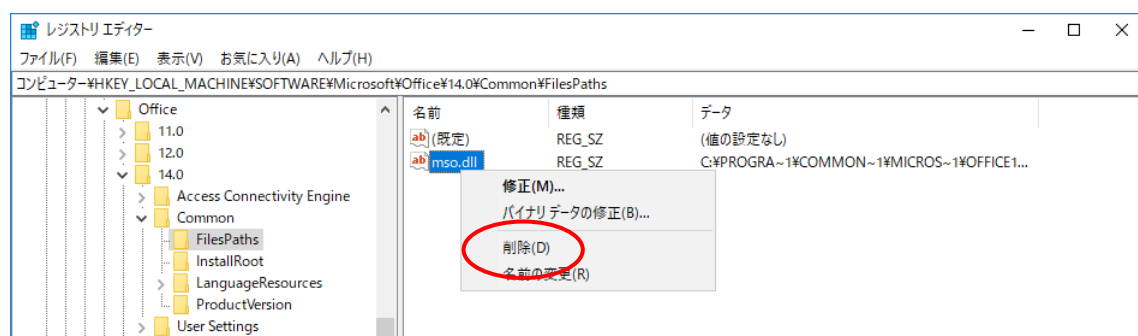 レジストリ エディター
ファイル(F) 編集(E) 表示(V) お気に入り(A) ヘルプ(H)
コンピューター¥HKEY_LOCAL_MACHINE¥SOFTWARE¥Microsoft¥Office¥14.0¥Common¥FilesPaths
Office
11.0
12.0
14.0
Access Connectivity Engine
Common
FilesPaths
InstallRoot
LanguageResources
ProductVersion
User Settings
名前 種類 データ
ab (既定) REG_SZ (値の設定なし)
ab mso.dll REG_SZ C:¥PROGRA~1¥COMMON~1¥MICROS~1¥OFFICE1...
修正(M)...
バイナリ データの修正(B)...
削除(D)
名前の変更(R)